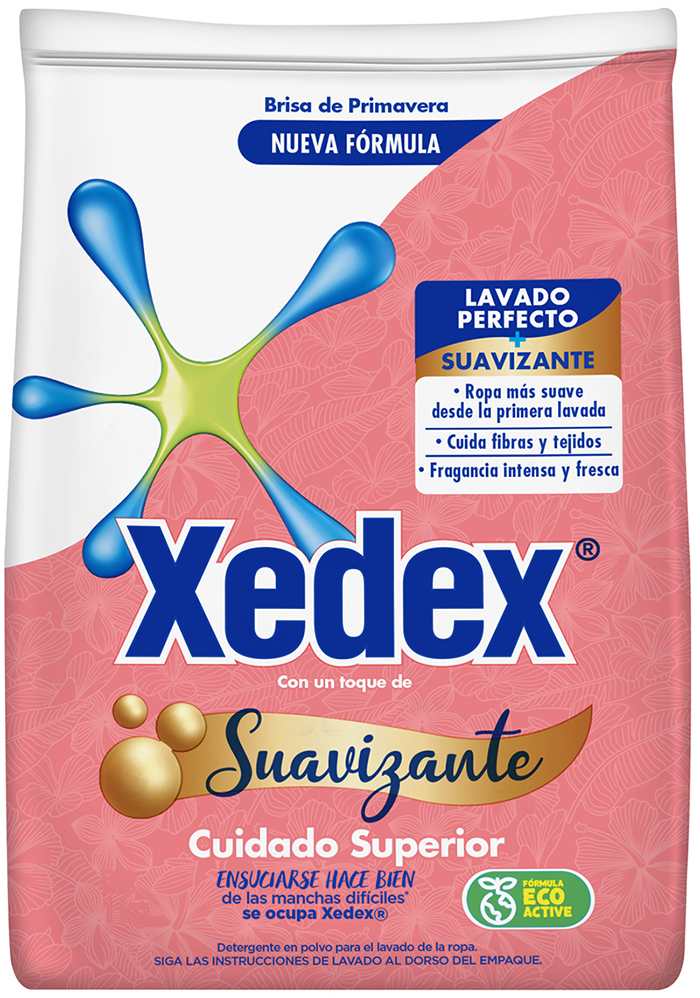 Brisa de Primavera
NUEVA FÓRMULA
LAVADO
PERFECTO
+
SUAVIZANTE
• Ropa más suave
desde la primera lavada
• Cuida fibras y tejidos
• Fragancia intensa y fresca
Xedex®
Con un toque de
Suavizante
Cuidado Superior
ENSUCIARSE HACE BIEN
de las manchas difíciles*
se ocupa Xedex®
FÓRMULA
ECO
ACTIVE
Detergente en polvo para el lavado de la ropa.
SIGA LAS INSTRUCCIONES DE LAVADO AL DORSO DEL EMPAQUE.